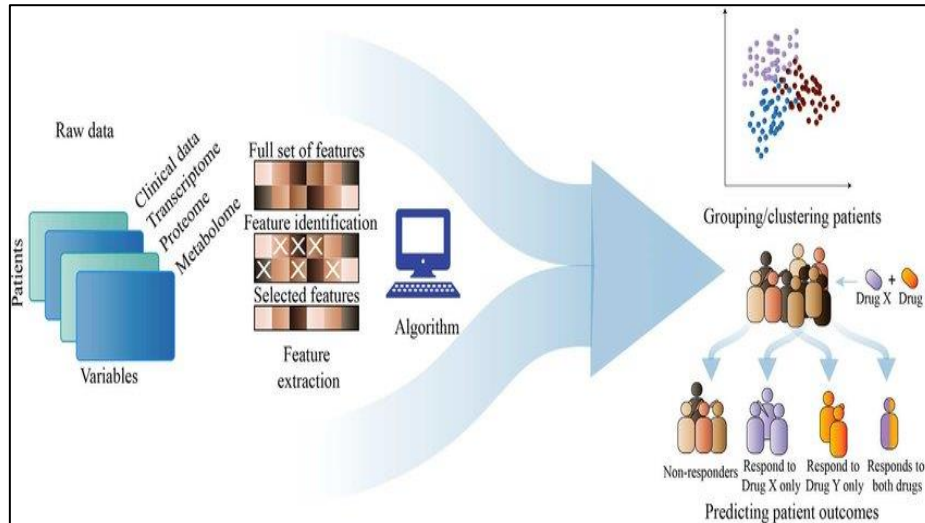 Raw data
Clinical data
Transcriptome
Proteome
Metabolome
Patients
Variables
Full set of features
Feature identification
Selected features
Feature
extraction
Algorithm
Grouping/clustering patients
+
Drug X
Drug
Non-responders
Respond to
Drug X only
Respond to
Drug Y only
Responds to
both drugs
Predicting patient outcomes